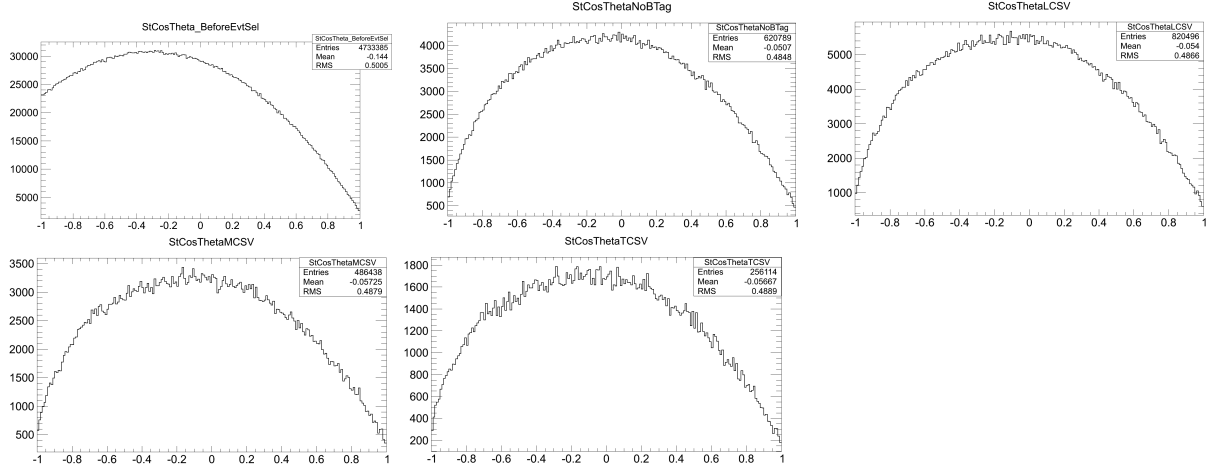 StCosTheta_BeforeEvtSel
StCosTheta_BeforeEvtSel
Entries 4733385
Mean -0.144
RMS 0.5005
30000
25000
20000
15000
10000
5000
-1 -0.8 -0.6 -0.4 -0.2 0 0.2 0.4 0.6 0.8 1
StCosThetaNoBTag
StCosThetaNoBTag
Entries 620789
Mean -0.0507
RMS 0.4848
4000
3500
3000
2500
2000
1500
1000
500
-1 -0.8 -0.6 -0.4 -0.2 0 0.2 0.4 0.6 0.8 1
StCosThetaLCSV
StCosThetaLCSV
Entries 820496
Mean -0.054
RMS 0.4866
5000
4000
3000
2000
1000
-1 -0.8 -0.6 -0.4 -0.2 0 0.2 0.4 0.6 0.8 1
StCosThetaMCSV
StCosThetaMCSV
Entries 486438
Mean -0.05725
RMS 0.4879
3500
3000
2500
2000
1500
1000
500
-1 -0.8 -0.6 -0.4 -0.2 0 0.2 0.4 0.6 0.8 1
StCosThetaTCSV
StCosThetaTCSV
Entries 256114
Mean -0.05667
RMS 0.4889
1800
1600
1400
1200
1000
800
600
400
200
-1 -0.8 -0.6 -0.4 -0.2 0 0.2 0.4 0.6 0.8 1